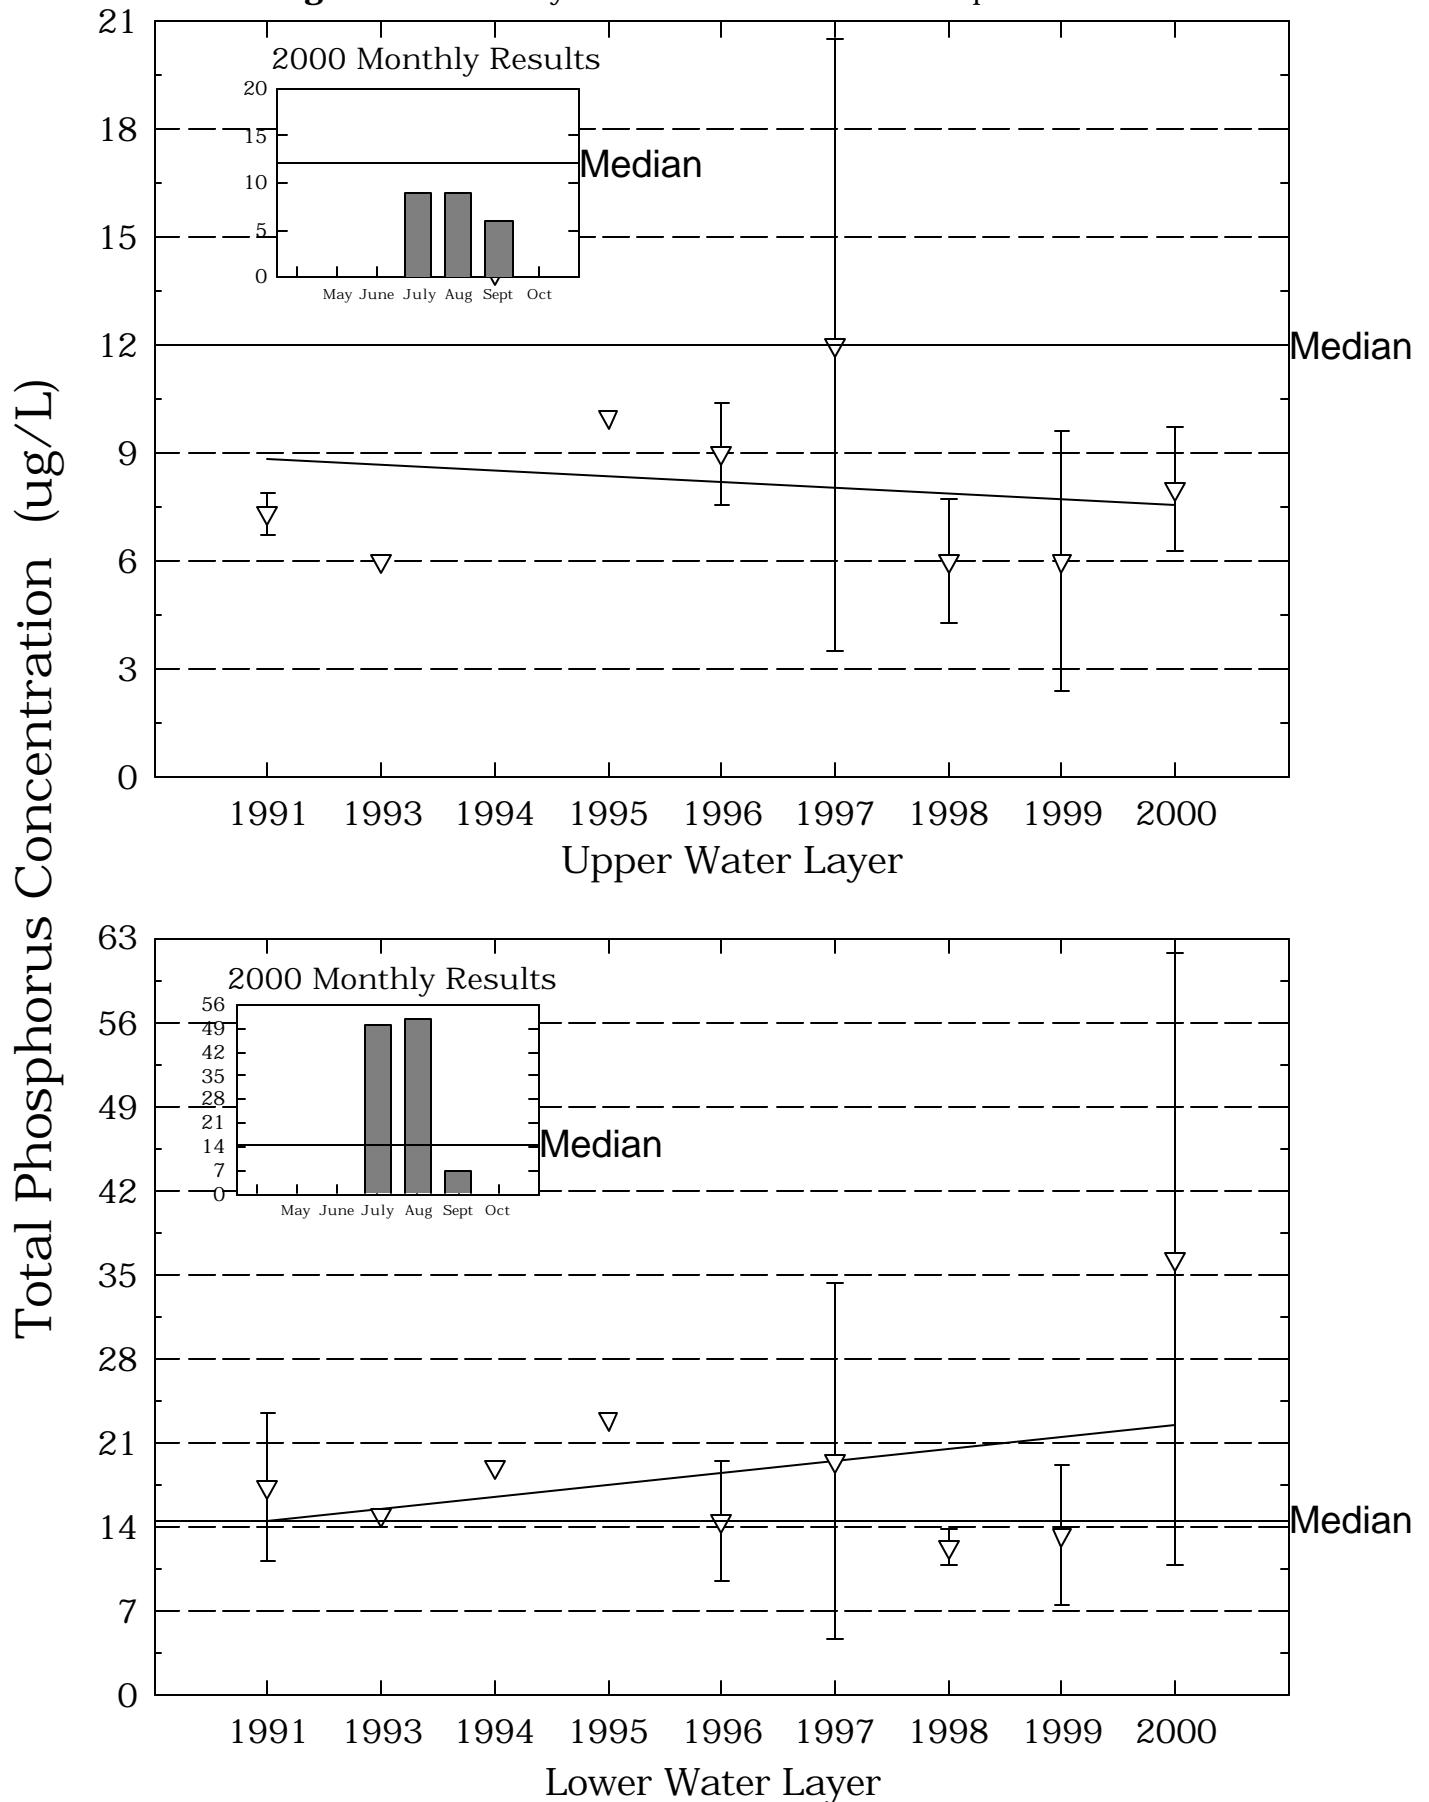 21
2000 Monthly Results
20
18
15
Median
10
15
5
0
May June July Aug Sept Oct
12
Median
9
6
3
0
1991 1993 1994 1995 1996 1997 1998 1999 2000
Upper Water Layer
Total Phosphorus Concentration (ug/L)
63
2000 Monthly Results
56
56
49
42
35
28
49
21
14
Median
7
42
0
May June July Aug Sept Oct
35
28
21
14
Median
7
0
1991 1993 1994 1995 1996 1997 1998 1999 2000
Lower Water Layer